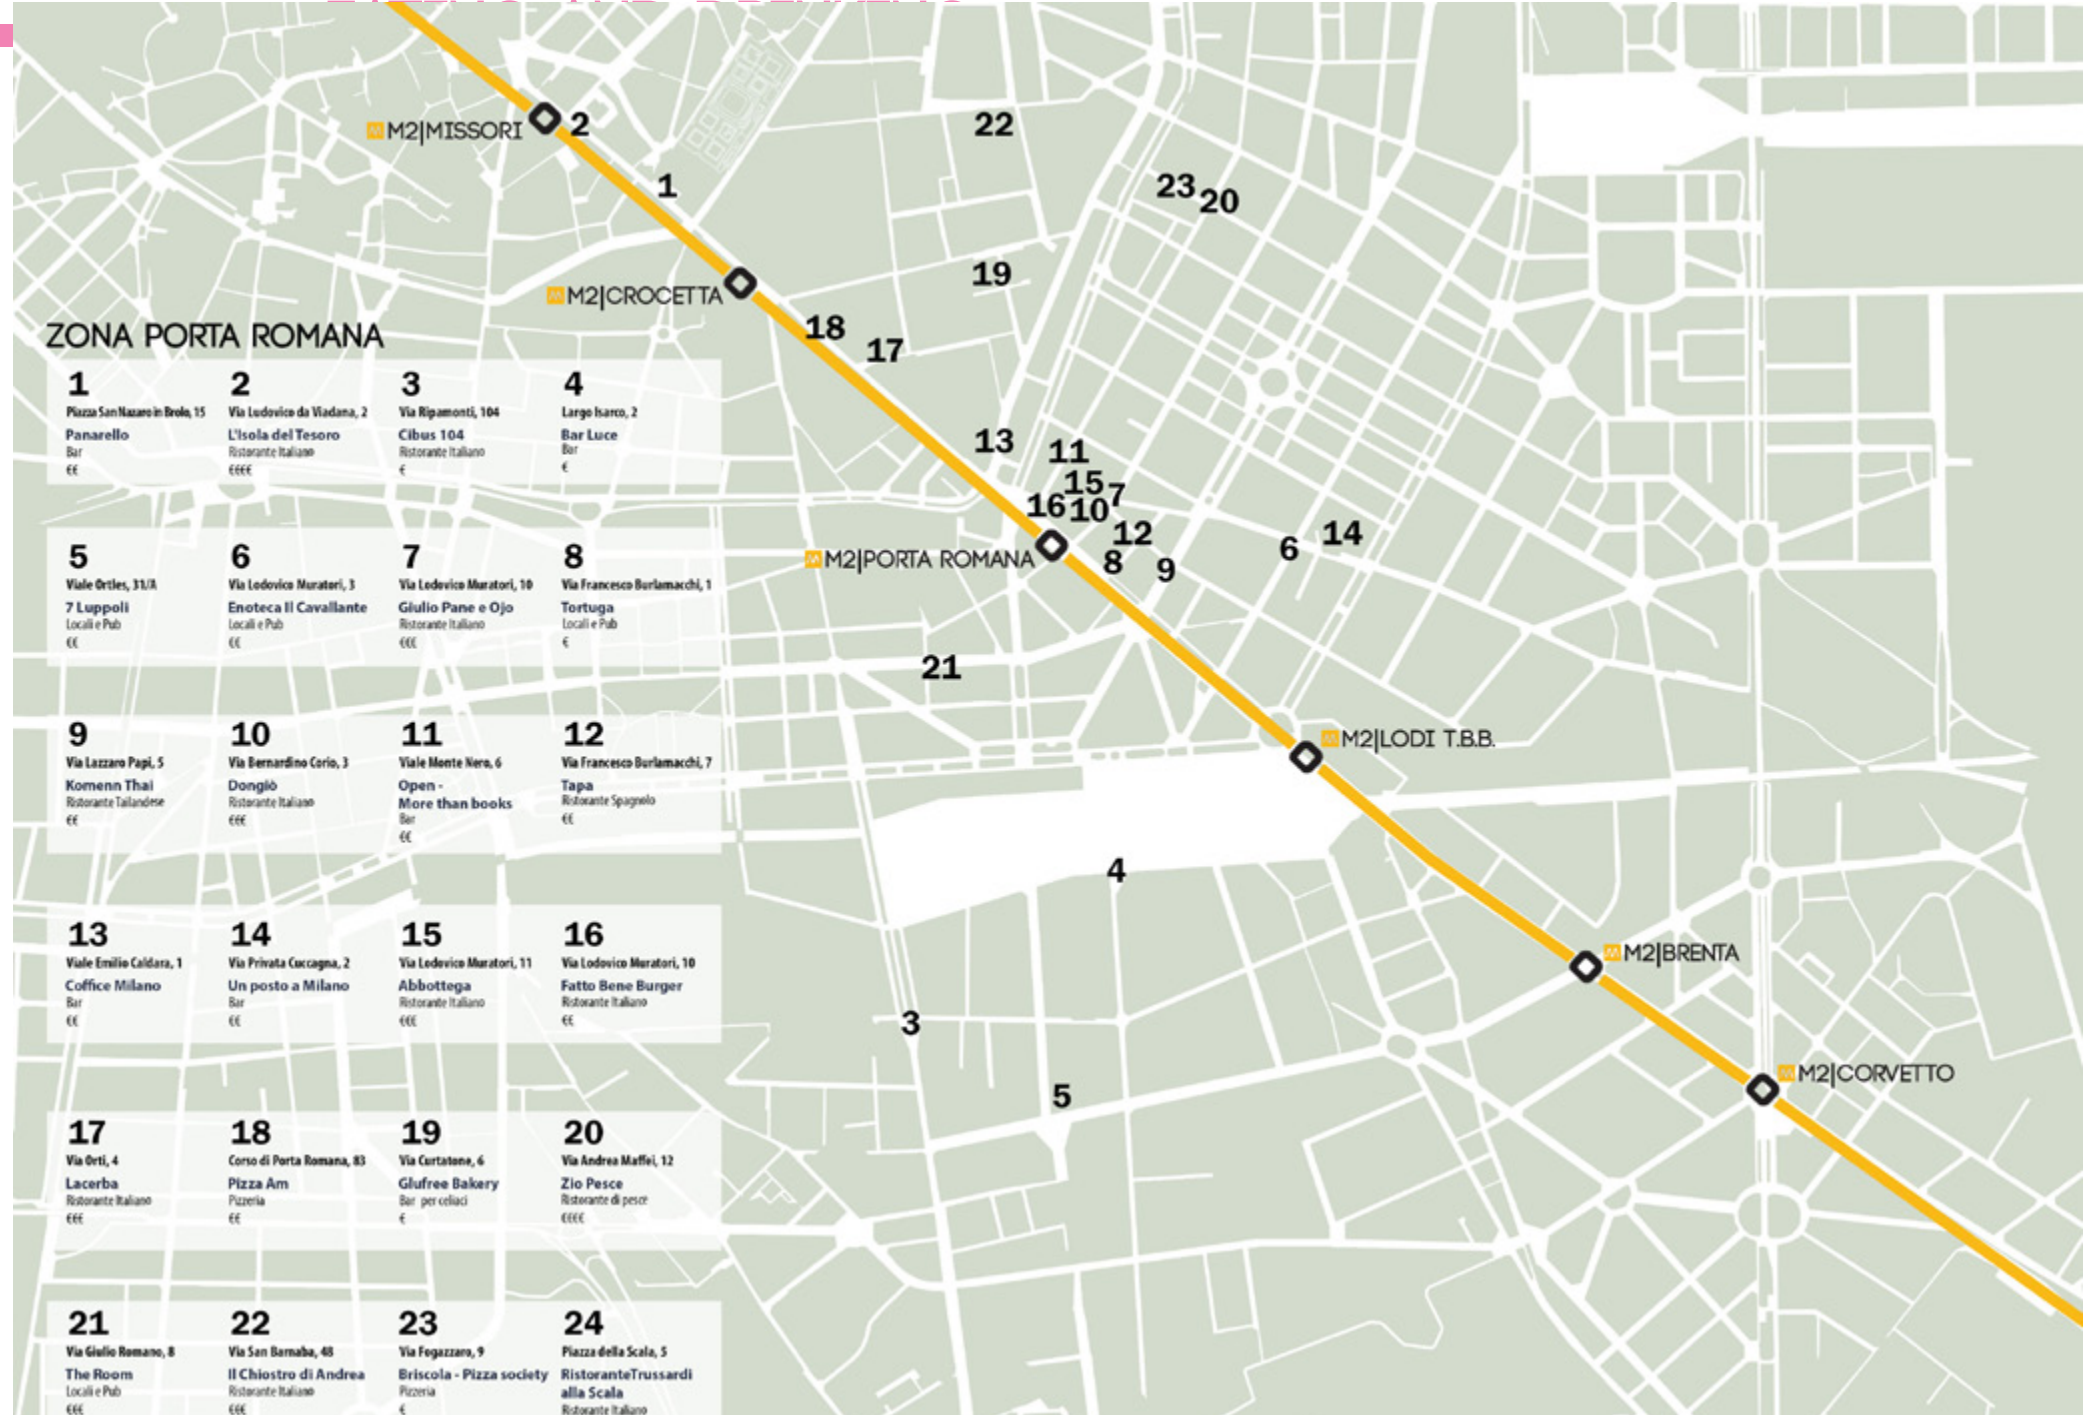 M2|MISSORI
2
1
22
23
20
M2|CROCETTA
19
18
17
13
11
15
7
16
10
12
M2|PORTA ROMANA
8
9
6
14
21
M2|LODI T.B.B.
4
M2|BRENTA
3
5
M2|CORVETTO
ZONA PORTA ROMANA
1
Piazza San Nazaro in Brolo, 15
Panarello
Bar
€€
2
Via Ludovico da Viadana, 2
L'Isola del Tesoro
Ristorante Italiano
€€€€
3
Via Ripamonti, 104
Cibus 104
Ristorante Italiano
€
4
Largo Isarco, 2
Bar Luce
Bar
€
5
Viale Ortles, 31/A
7 Luppoli
Locali e Pub
€€
6
Via Lodovico Muratori, 3
Enoteca Il Cavallante
Locali e Pub
€€
7
Via Lodovico Muratori, 10
Giulio Pane e Ojo
Ristorante Italiano
€€€
8
Via Francesco Burlamacchi, 1
Tortuga
Locali e Pub
€
9
Via Lazzaro Papi, 5
Komenn Thai
Ristorante Tailandese
€€
10
Via Bernardino Corio, 3
Dongiò
Ristorante Italiano
€€€
11
Viale Monte Nero, 6
Open -
More than books
Bar
€€
12
Via Francesco Burlamacchi, 7
Tapa
Ristorante Spagnolo
€€
13
Viale Emilio Caldara, 1
Coffice Milano
Bar
€€
14
Via Privata Cuccagna, 2
Un posto a Milano
Bar
€€
15
Via Lodovico Muratori, 11
Abbottega
Ristorante Italiano
€€€
16
Via Lodovico Muratori, 10
Fatto Bene Burger
Ristorante Italiano
€€
17
Via Orti, 4
Lacerba
Ristorante Italiano
€€€
18
Corso di Porta Romana, 83
Pizza Am
Pizzeria
€€
19
Via Curtatone, 6
Glufree Bakery
Bar per celiaci
€
20
Via Andrea Maffei, 12
Zio Pesce
Ristorante di pesce
€€€€
21
Via Giulio Romano, 8
The Room
Locali e Pub
€€€
22
Via San Barnaba, 48
Il Chiostro di Andrea
Ristorante Italiano
€€€
23
Via Fogazzaro, 9
Briscola - Pizza society
Pizzeria
€
24
Piazza della Scala, 5
RistoranteTrussardi
alla Scala
Ristorante Italiano